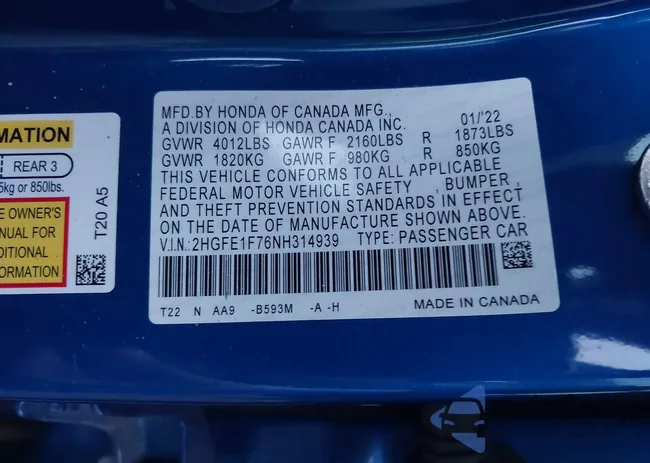 MATION
REAR 3
5kg or 850lbs.
E OWNER'S
NUAL FOR
DITIONAL
FORMATION
T20 A5
MFD.BY HONDA OF CANADA MFG., 01/'22
A DIVISION OF HONDA CANADA INC.
GVWR 4012LBS GAWR F 2160LBS R 1873LBS
GVWR 1820KG GAWR F 980KG R 850KG
THIS VEHICLE CONFORMS TO ALL APPLICABLE
FEDERAL MOTOR VEHICLE SAFETY , BUMPER ,
AND THEFT PREVENTION STANDARDS IN EFFECT
ON THE DATE OF MANUFACTURE SHOWN ABOVE.
V.I.N.:2HGFE1F76NH314939 TYPE: PASSENGER CAR
T22 N AA9 -B593M -A -H MADE IN CANADA